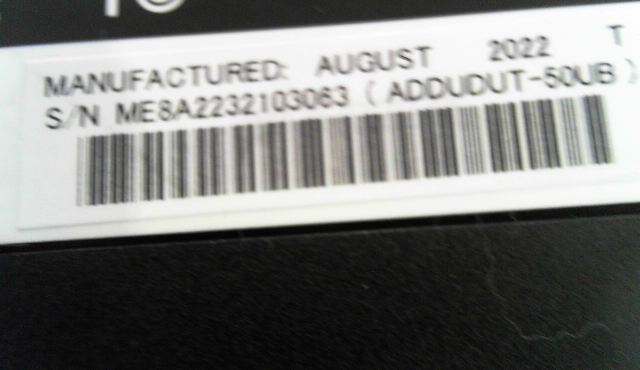 MANUFACTURED: AUGUST 2022 T
S/N ME8A2232103063 (ADDUDUT-50UB)